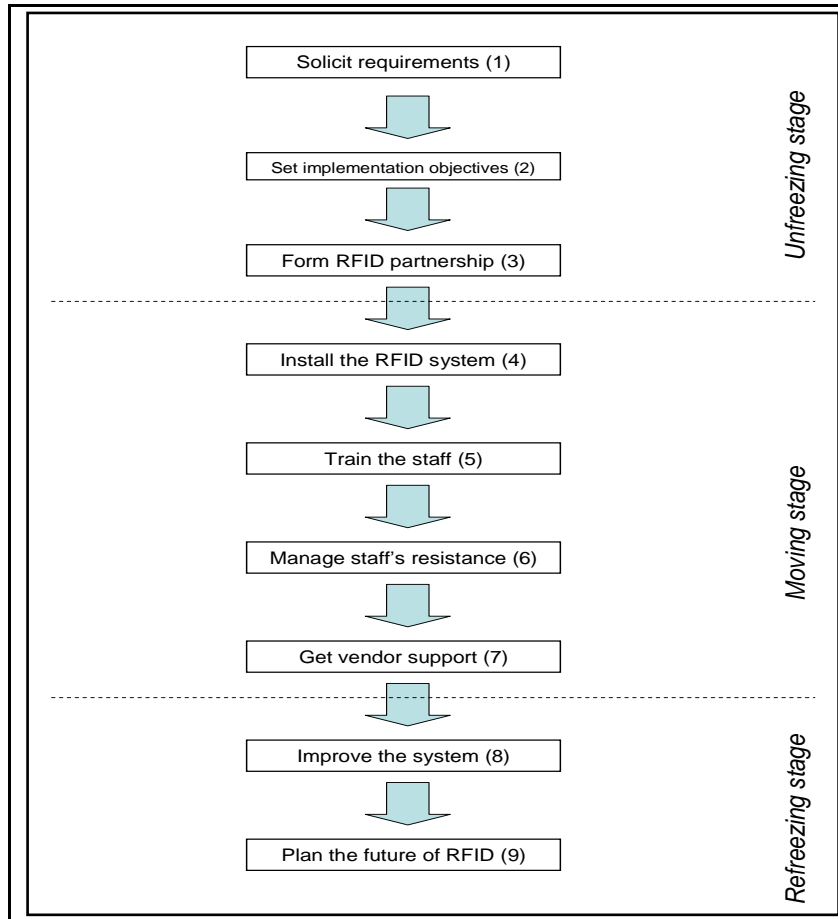 Solicit requirements (1)
Set implementation objectives (2)
Form RFID partnership (3)
Unfreezing stage
Install the RFID system (4)
Train the staff (5)
Manage staff's resistance (6)
Get vendor support (7)
Moving stage
Improve the system (8)
Plan the future of RFID (9)
Refreezing stage